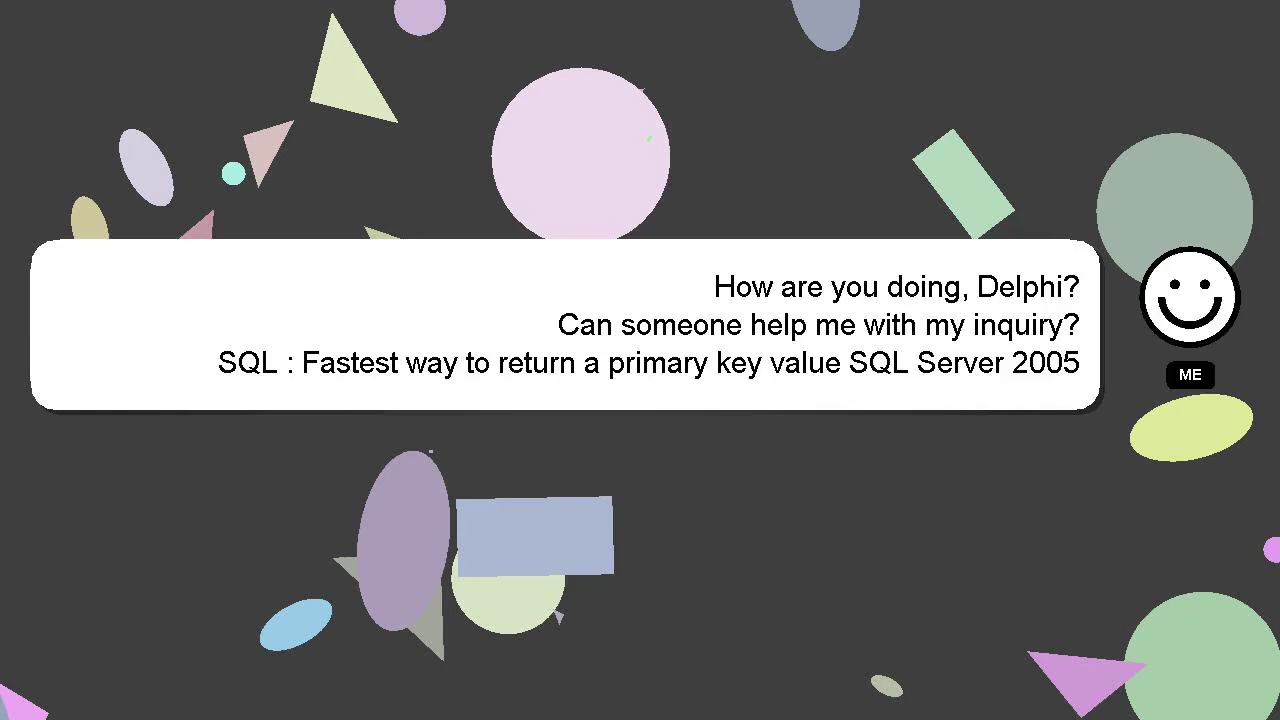 How are you doing, Delphi?
Can someone help me with my inquiry?
SQL : Fastest way to return a primary key value SQL Server 2005
ME